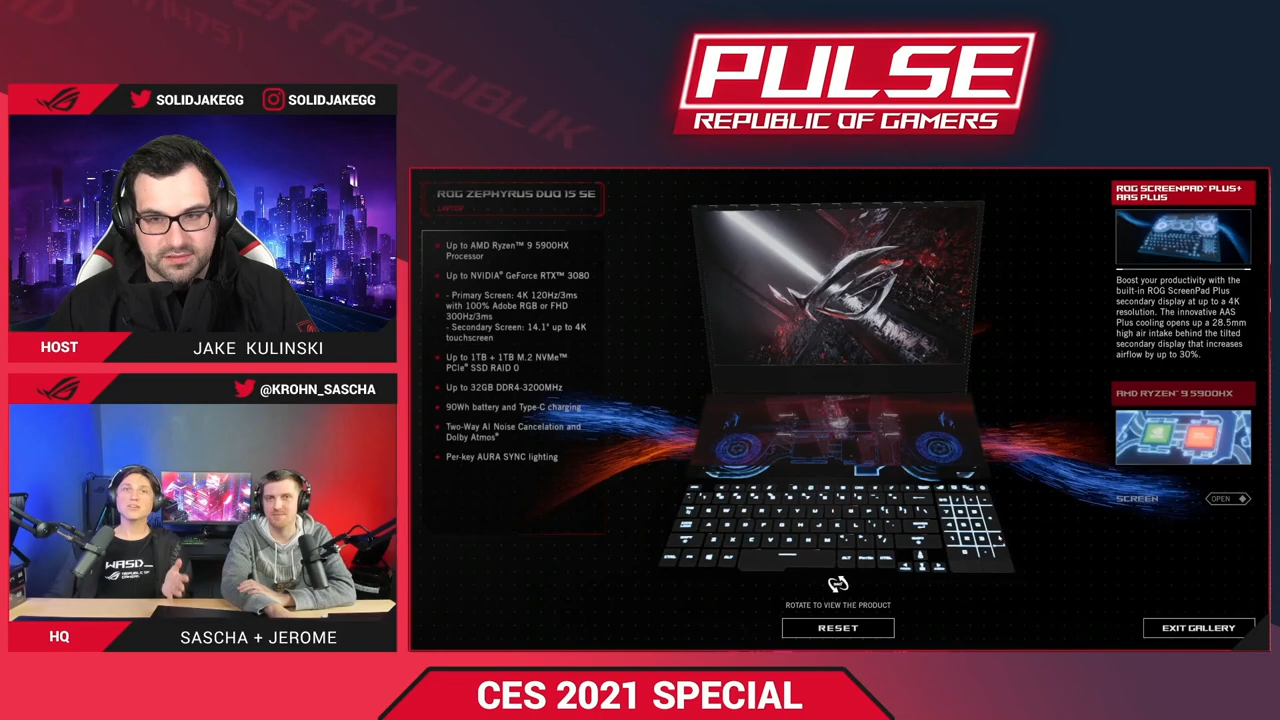 PULSE
REPUBLIC OF GAMERS
SOLIDJAKEGG SOLIDJAKEGG
HOST JAKE KULINSKI
@KROHN_SASCHA
WASD_
REPUBLIC OF
GAMERS
HQ SASCHA + JEROME
ROG ZEPHYRUS DUO 15 SE
LAPTOP
Up to AMD Ryzen™ 9 5900HX
Processor
Up to NVIDIA® GeForce RTX™ 3080
- Primary Screen: 4K 120Hz/3ms
with 100% Adobe RGB or FHD
300Hz/3ms
- Secondary Screen: 14.1' up to 4K
touchscreen
Up to 1TB + 1TB M.2 NVMe™
PCIe® SSD RAID 0
Up to 32GB DDR4-3200MHz
90Wh battery and Type-C charging
Two-Way AI Noise Cancelation and
Dolby Atmos®
Per-key AURA SYNC lighting
ROTATE TO VIEW THE PRODUCT
RESET
ROG SCREENPAD™ PLUS+
AAS PLUS
Boost your productivity with the
built-in ROG ScreenPad Plus
secondary display at up to a 4K
resolution. The innovative AAS
Plus cooling opens up a 28.5mm
high air intake behind the tilted
secondary display that increases
airflow by up to 30%.
AMD RYZEN™ 9 5900HX
SCREEN OPEN
EXIT GALLERY
CES 2021 SPECIAL